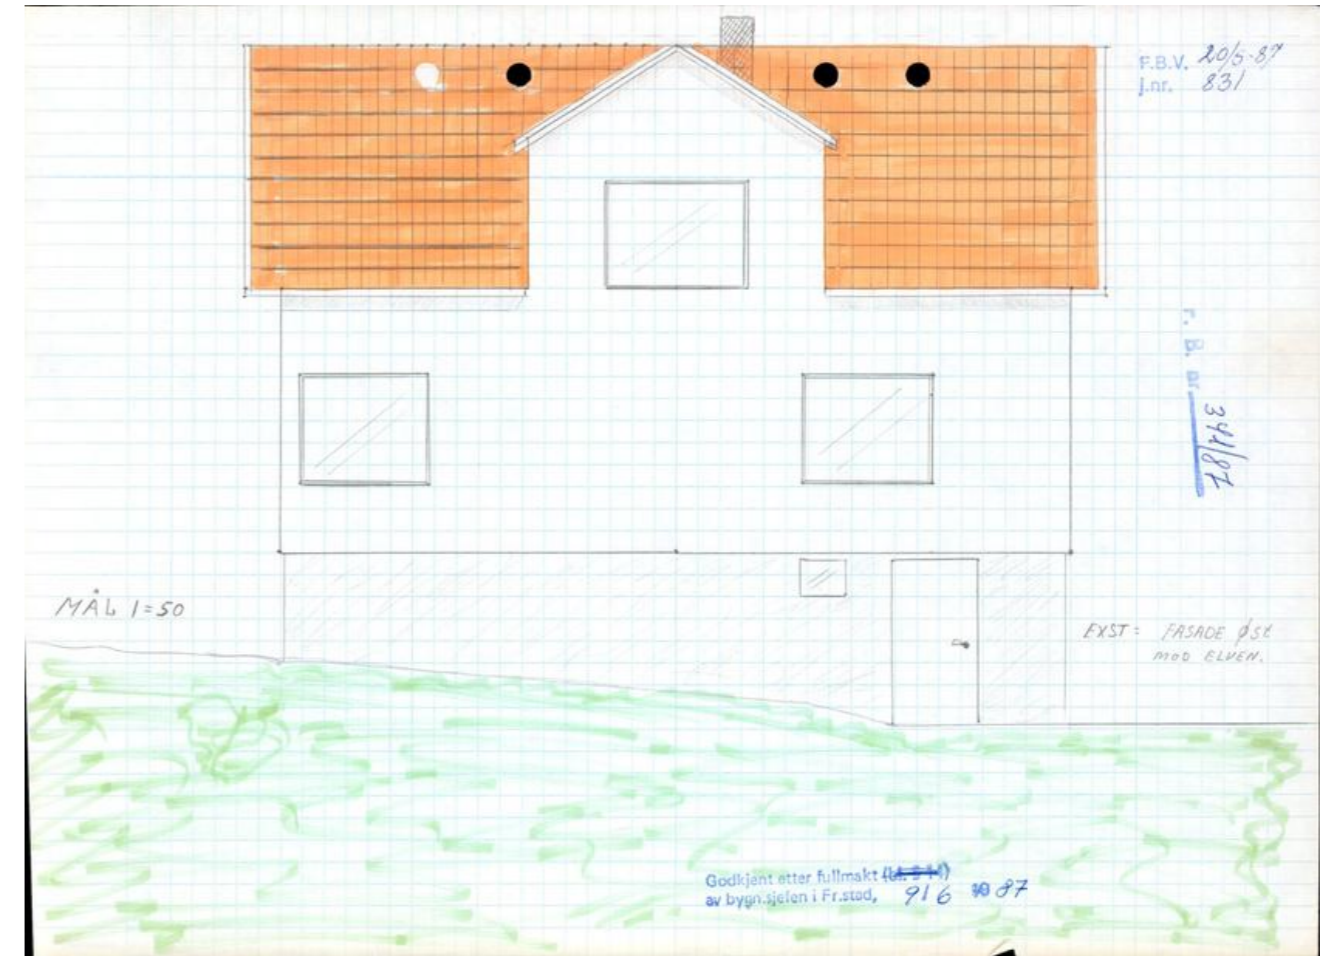 F.B.V. 20/5-87
J.nr. 831
F. B. nr. 341/87
MÅL 1=50
EXST= FASADE ØST
MOD ELVEN.
Godkjent etter fullmakt
av bygn.sjefen i Fr.stad, 9/6 19 87